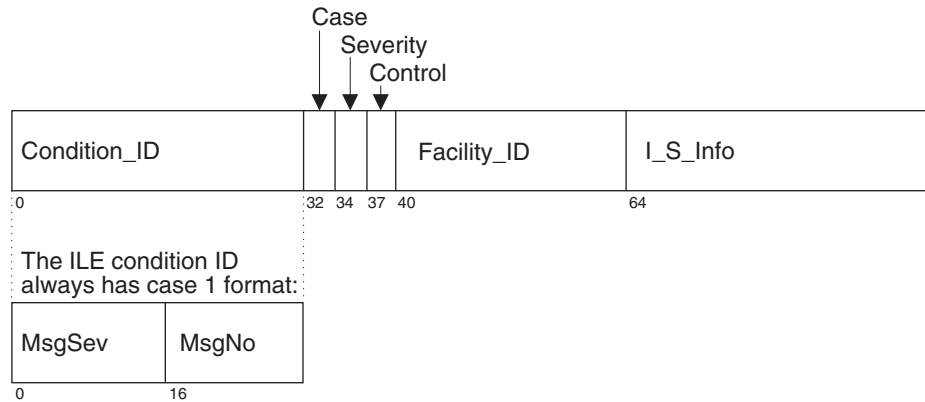 Case
Severity
Control
Condition_ID
Facility_ID
I_S_Info
0
32
34
37
40
64
The ILE condition ID
always has case 1 format:
MsgSev
MsgNo
0
16